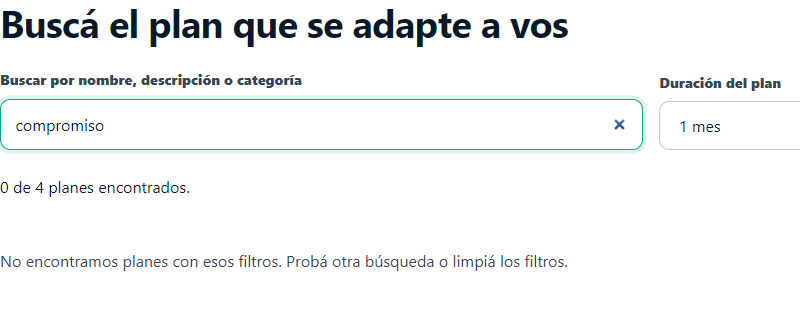 Buscá el plan que se adapte a vos
Buscar por nombre, descripción o categoría
Duración del plan
compromiso
1 mes
0 de 4 planes encontrados.
No encontramos planes con esos filtros. Probá otra búsqueda o limpiá los filtros.